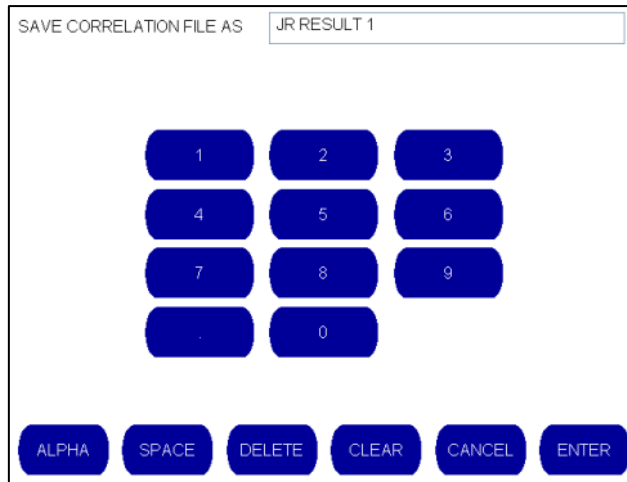 SAVE CORRELATION FILE AS JR RESULT 1
1 2 3
4 5 6
7 8 9
. 0
ALPHA SPACE DELETE CLEAR CANCEL ENTER